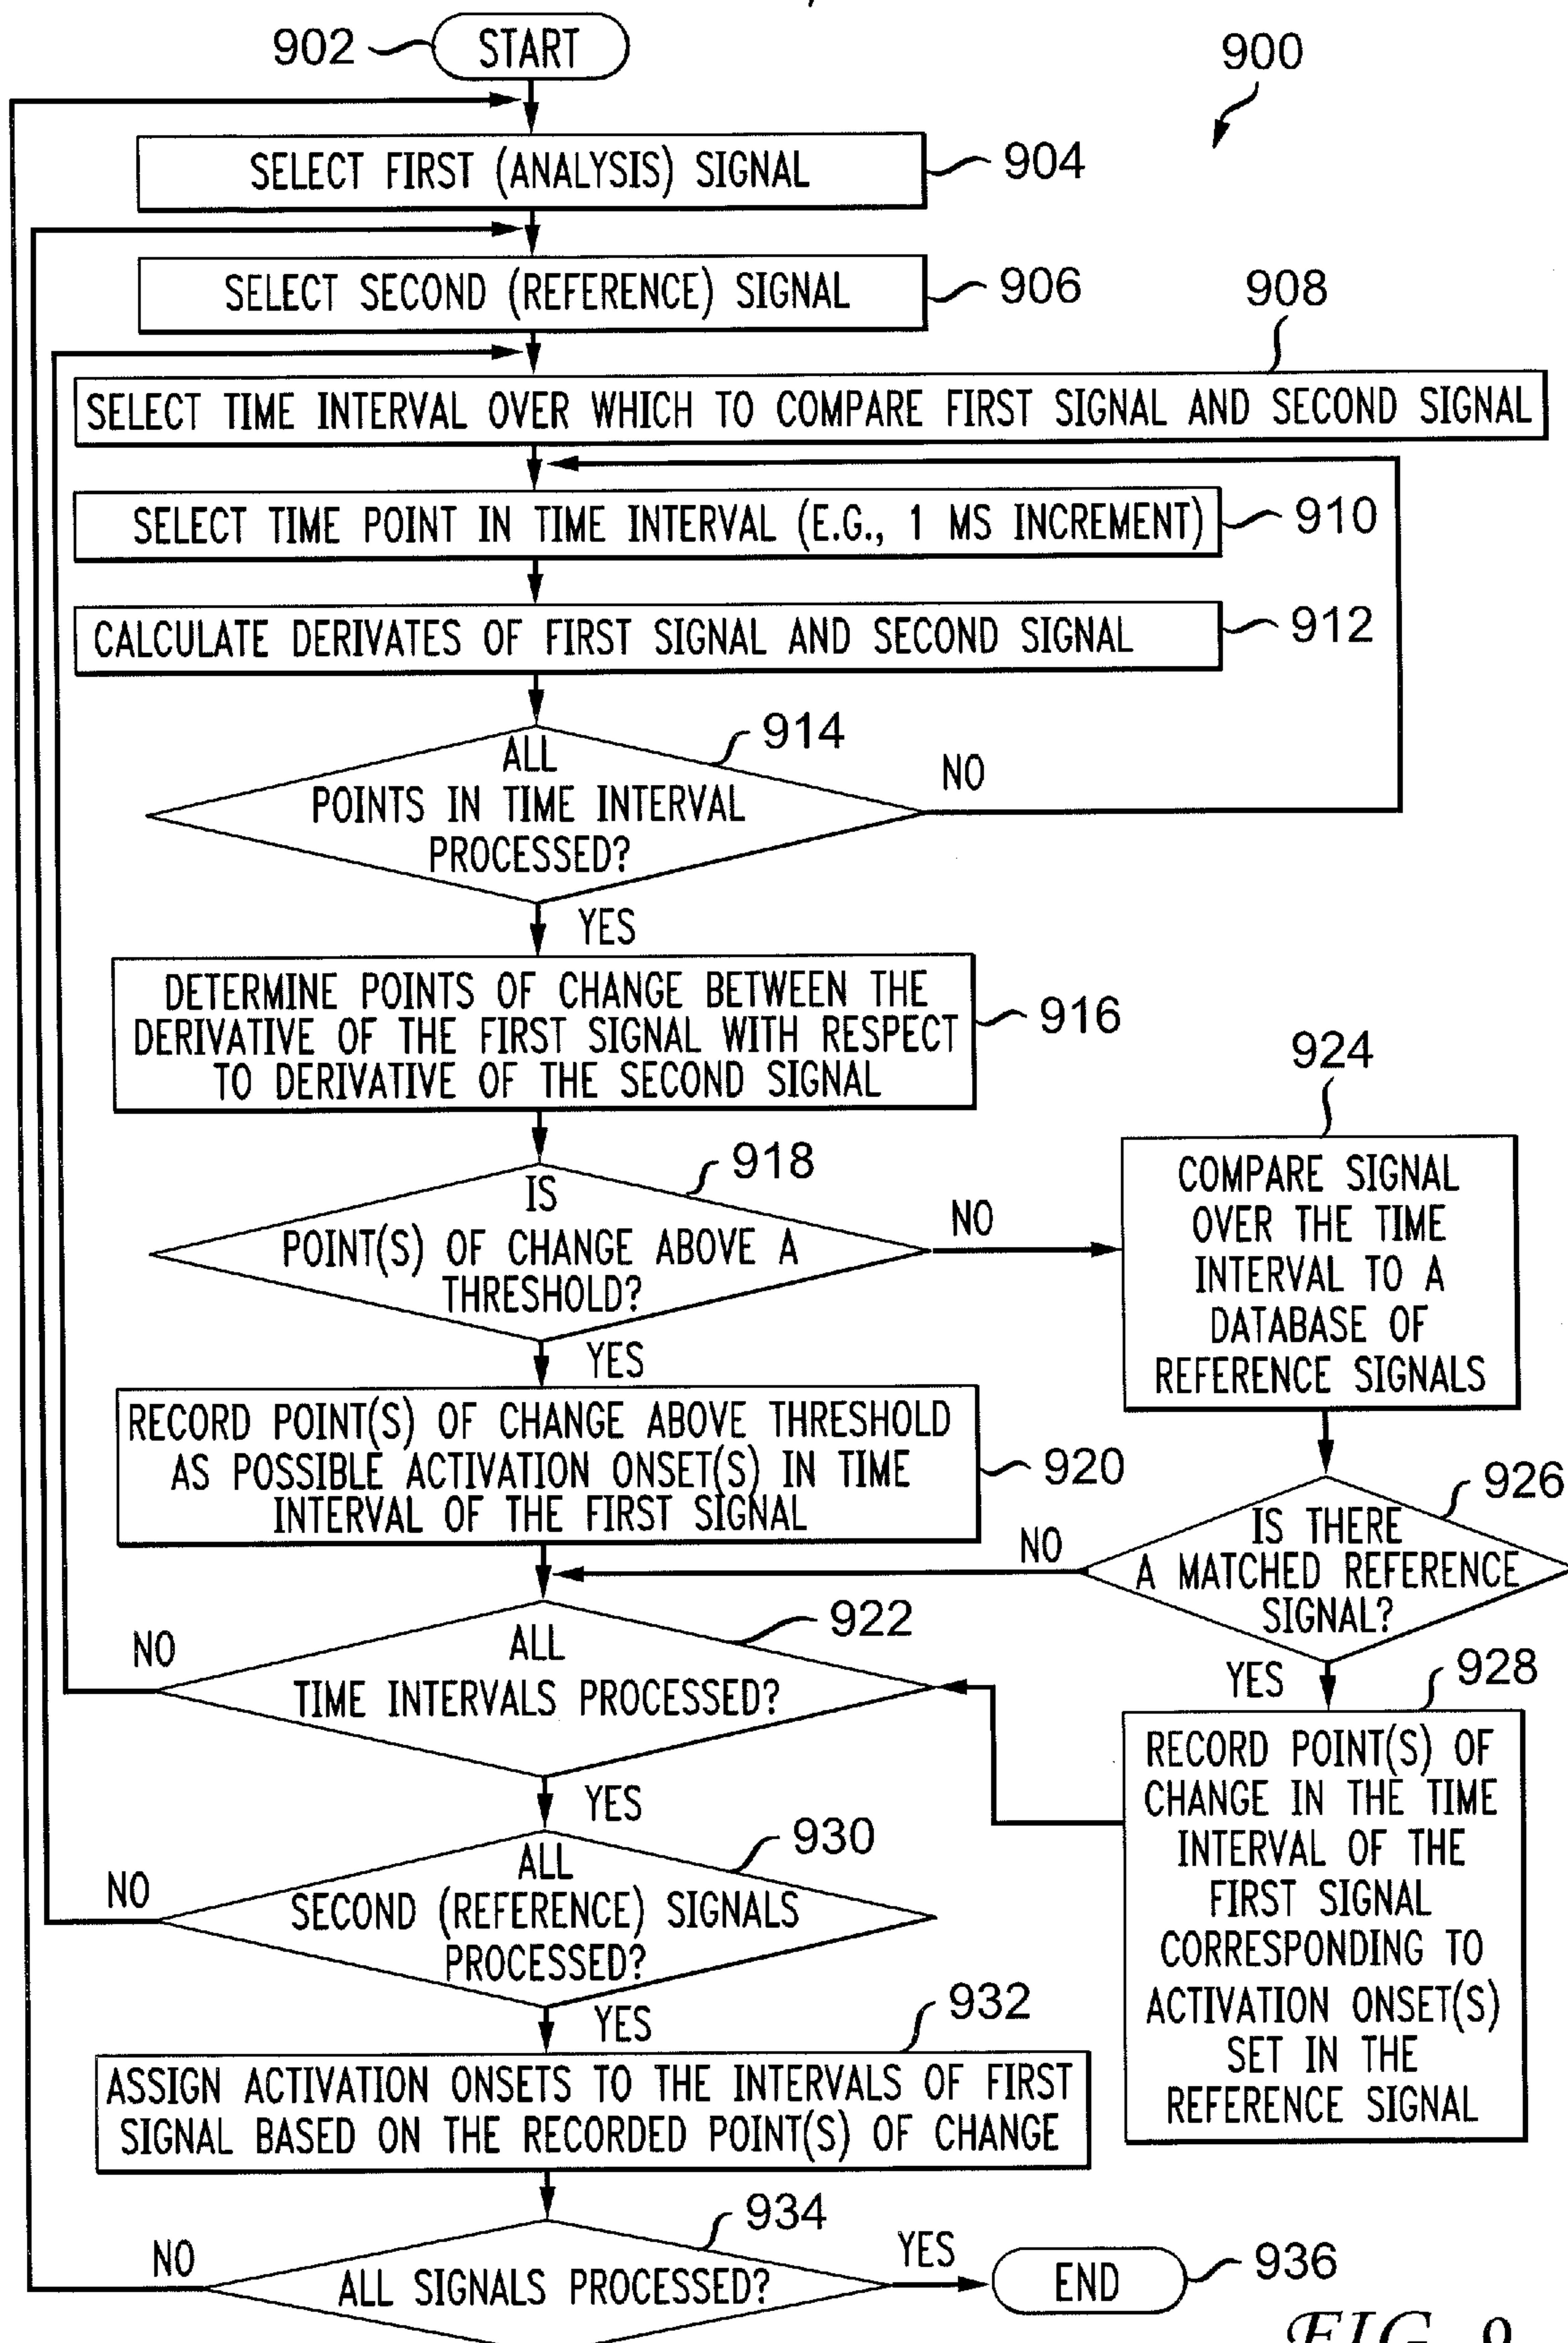 902
START
900
SELECT FIRST (ANALYSIS) SIGNAL
904
SELECT SECOND (REFERENCE) SIGNAL
906
908
SELECT TIME INTERVAL OVER WHICH TO COMPARE FIRST SIGNAL AND SECOND SIGNAL
SELECT TIME POINT IN TIME INTERVAL (E.G., 1 MS INCREMENT)
910
CALCULATE DERIVATES OF FIRST SIGNAL AND SECOND SIGNAL
912
914
ALL
POINTS IN TIME INTERVAL
PROCESSED?
NO
YES
DETERMINE POINTS OF CHANGE BETWEEN THE
DERIVATIVE OF THE FIRST SIGNAL WITH RESPECT
TO DERIVATIVE OF THE SECOND SIGNAL
916
918
IS
POINT(S) OF CHANGE ABOVE A
THRESHOLD?
NO
YES
924
COMPARE SIGNAL
OVER THE TIME
INTERVAL TO A
DATABASE OF
REFERENCE SIGNALS
RECORD POINT(S) OF CHANGE ABOVE THRESHOLD
AS POSSIBLE ACTIVATION ONSET(S) IN TIME
INTERVAL OF THE FIRST SIGNAL
920
926
IS THERE
A MATCHED REFERENCE
SIGNAL?
NO
YES
922
ALL
TIME INTERVALS PROCESSED?
NO
YES
928
RECORD POINT(S) OF
CHANGE IN THE TIME
INTERVAL OF THE
FIRST SIGNAL
CORRESPONDING TO
ACTIVATION ONSET(S)
SET IN THE
REFERENCE SIGNAL
930
ALL
SECOND (REFERENCE) SIGNALS
PROCESSED?
NO
YES
932
ASSIGN ACTIVATION ONSETS TO THE INTERVALS OF FIRST
SIGNAL BASED ON THE RECORDED POINT(S) OF CHANGE
934
ALL SIGNALS PROCESSED?
NO
YES
END
936
FIG. 9